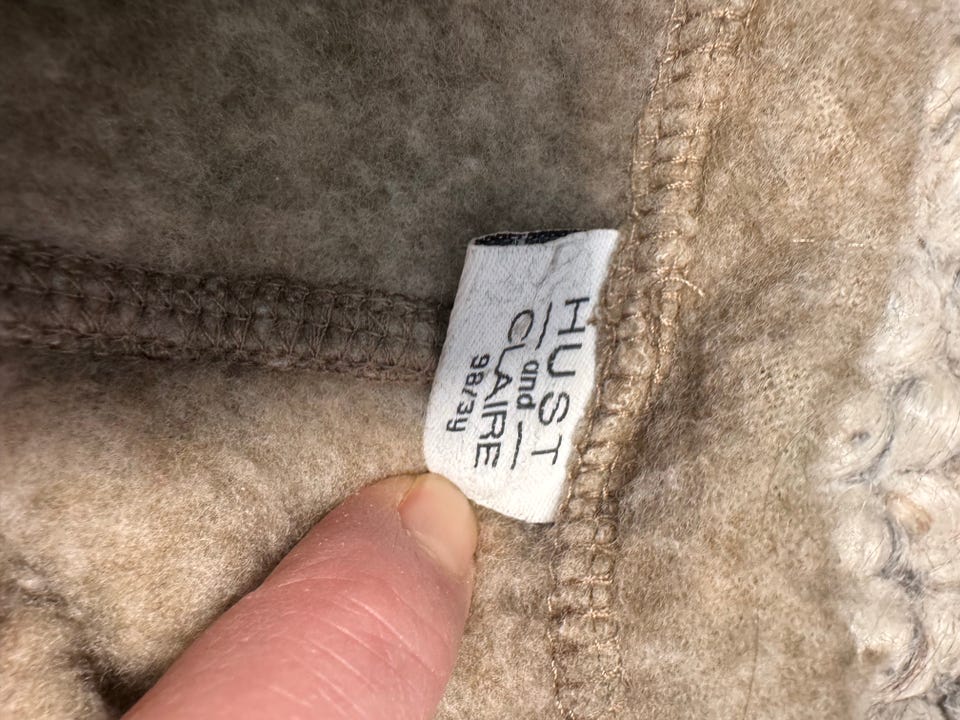 HUST
— and —
CLAIRE
98/3y